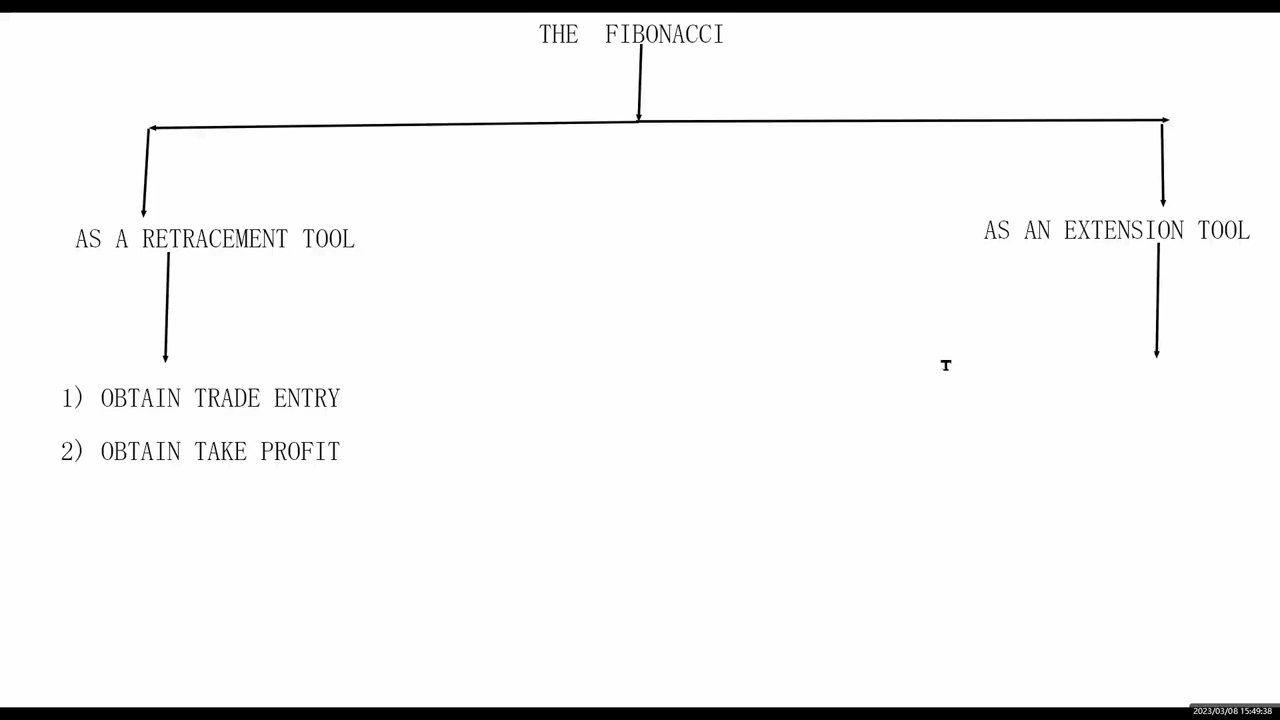 THE FIBONACCI
AS A RETRACEMENT TOOL
AS AN EXTENSION TOOL
1) OBTAIN TRADE ENTRY
2) OBTAIN TAKE PROFIT
2023/03/08 15:49:38